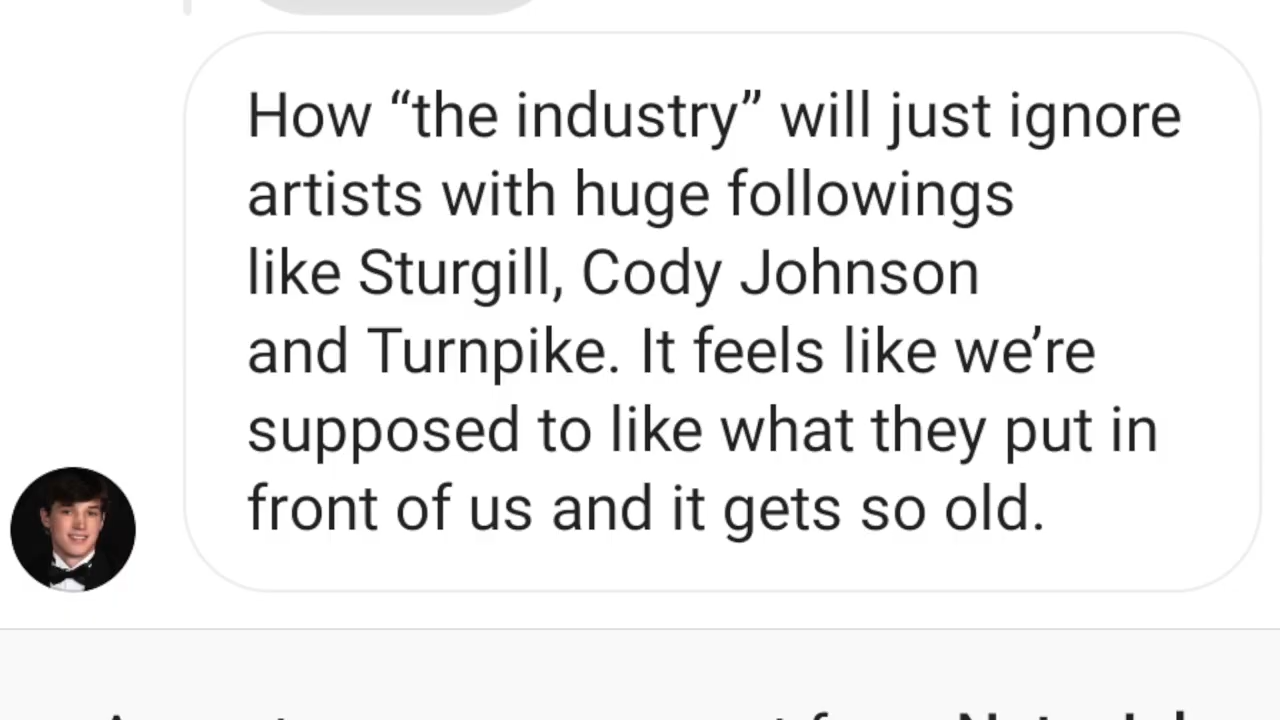 How “the industry” will just ignore
artists with huge followings
like Sturgill, Cody Johnson
and Turnpike. It feels like we’re
supposed to like what they put in
front of us and it gets so old.